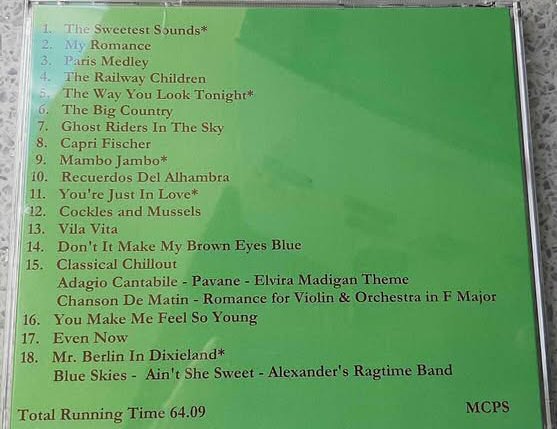 1. The Sweetest Sounds*
2. My Romance
3. Paris Medley
4. The Railway Children
5. The Way You Look Tonight*
6. The Big Country
7. Ghost Riders In The Sky
8. Capri Fischer
9. Mambo Jambo*
10. Recuerdos Del Alhambra
11. You're Just In Love*
12. Cockles and Mussels
13. Vila Vita
14. Don't It Make My Brown Eyes Blue
15. Classical Chillout
Adagio Cantabile - Pavane - Elvira Madigan Theme
Chanson De Matin - Romance for Violin & Orchestra in F Major
16. You Make Me Feel So Young
17. Even Now
18. Mr. Berlin In Dixieland*
Blue Skies - Ain't She Sweet - Alexander's Ragtime Band
Total Running Time 64.09 MCPS